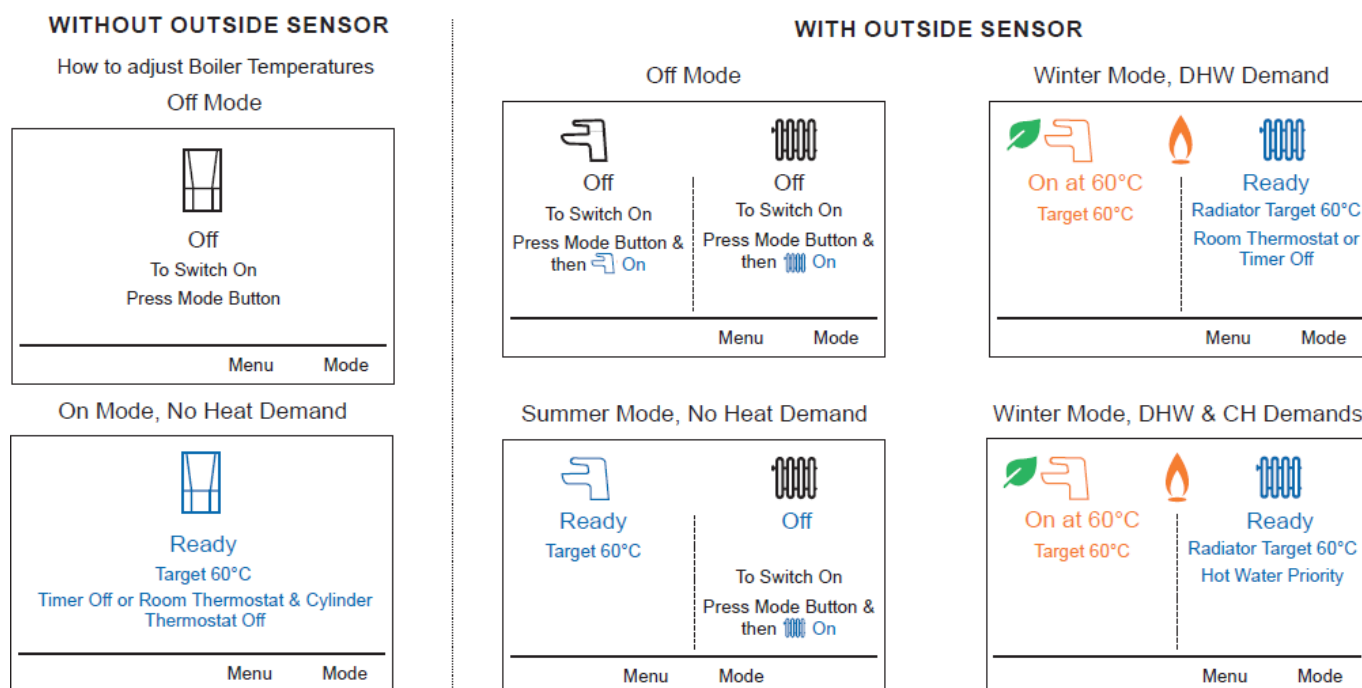 WITHOUT OUTSIDE SENSOR
How to adjust Boiler Temperatures
Off Mode
Off
To Switch On
Press Mode Button
Menu Mode
On Mode, No Heat Demand
Ready
Target 60°C
Timer Off or Room Thermostat & Cylinder
Thermostat Off
Menu Mode
WITH OUTSIDE SENSOR
Off Mode
Off
To Switch On
Press Mode Button &
then On
Off
To Switch On
Press Mode Button &
then On
Menu Mode
Winter Mode, DHW Demand
On at 60°C
Target 60°C
Ready
Radiator Target 60°C
Room Thermostat or
Timer Off
Menu Mode
Summer Mode, No Heat Demand
Ready
Target 60°C
Off
To Switch On
Press Mode Button &
then On
Menu Mode
Winter Mode, DHW & CH Demands
On at 60°C
Target 60°C
Ready
Radiator Target 60°C
Hot Water Priority
Menu Mode